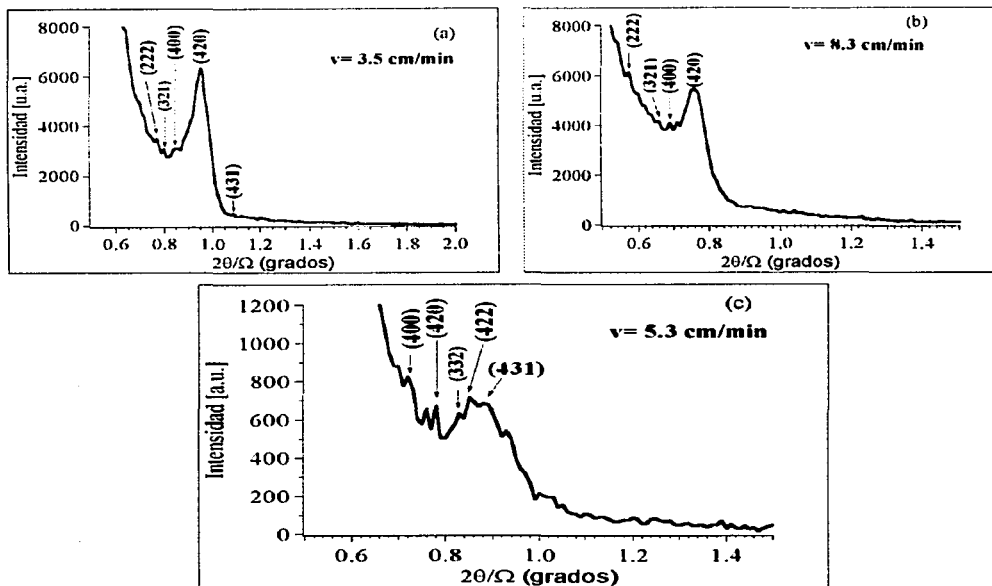 (a)
v= 3.5 cm/min
(222)
(321)
(400)
(420)
(431)
Intensidad [u.a.]
8000
6000
4000
2000
0
0.6 0.8 1.0 1.2 1.4 1.6 1.8 2.0
2θ/Ω (grados)
(b)
v= 8.3 cm/min
(222)
(321)
(400)
(420)
Intensidad [u.a.]
8000
6000
4000
2000
0
0.6 0.8 1.0 1.2 1.4
2θ/Ω (grados)
(c)
v= 5.3 cm/min
(400)
(420)
(332)
(422)
(431)
Intensidad [a.u.]
1200
1000
800
600
400
200
0
0.6 0.8 1.0 1.2 1.4
2θ/Ω (grados)